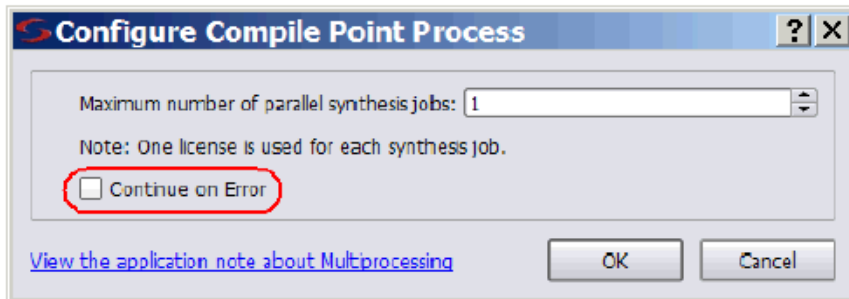 Configure Compile Point Process
Maximum number of parallel synthesis jobs: 1
Note: One license is used for each synthesis job.
Continue on Error
View the application note about Multiprocessing
OK Cancel